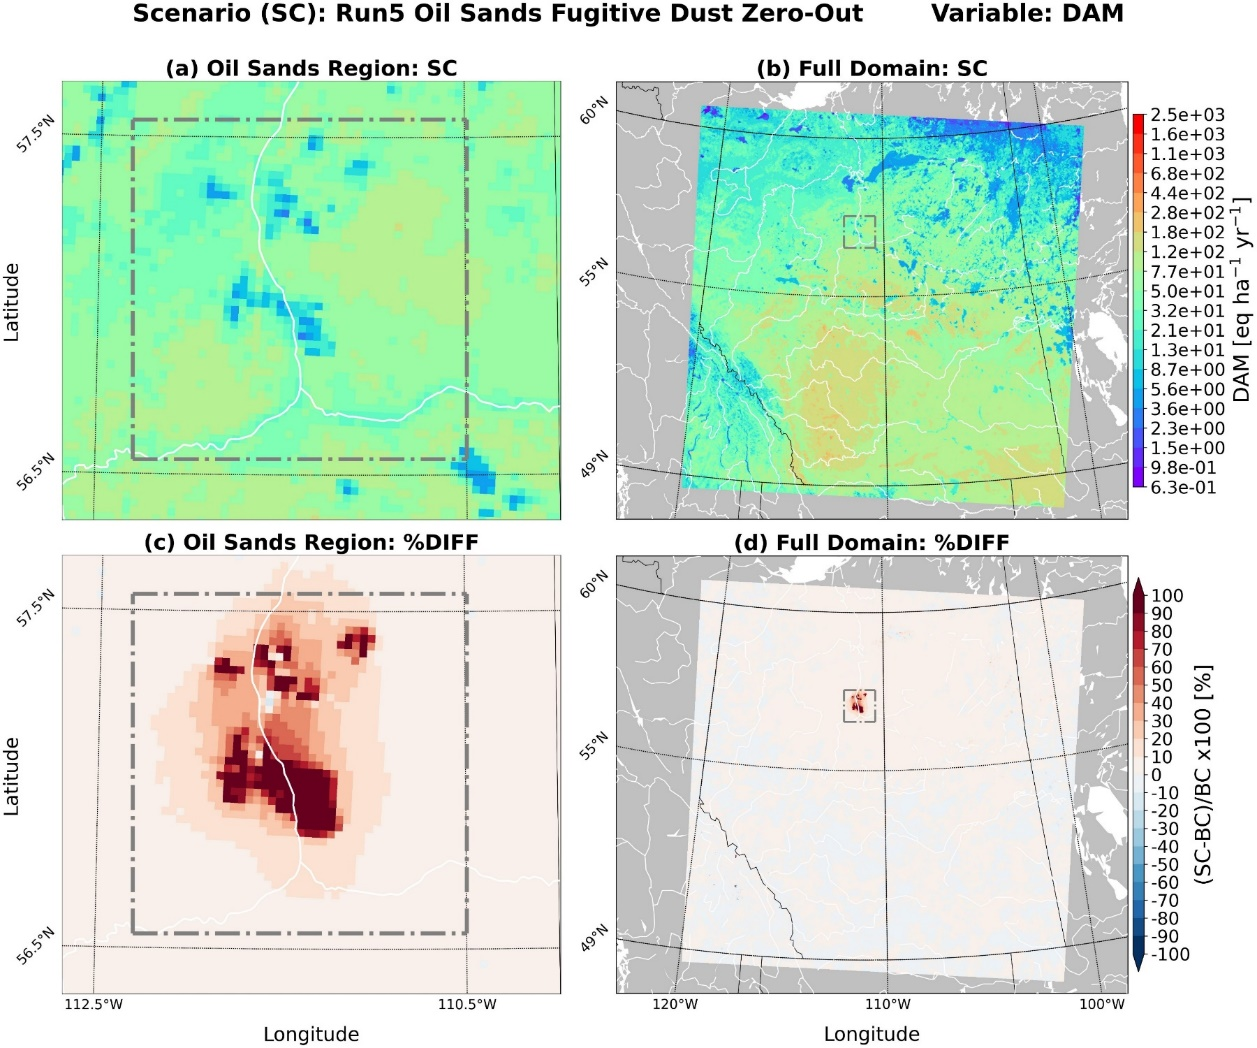 Scenario (SC): Run5 Oil Sands Fugitive Dust Zero-Out Variable: DAM
(a) Oil Sands Region: SC
(b) Full Domain: SC
57.5°N
56.5°N
Latitude
60°N
55°N
49°N
2.5e+03
1.6e+03
1.1e+03
6.8e+02
4.4e+02
2.8e+02
1.8e+02
1.2e+02
7.7e+01
5.0e+01
3.2e+01
2.1e+01
1.3e+01
8.7e+00
5.6e+00
3.6e+00
2.3e+00
1.5e+00
9.8e-01
6.3e-01
DAM [eq ha⁻¹ yr⁻¹]
(c) Oil Sands Region: %DIFF
(d) Full Domain: %DIFF
57.5°N
56.5°N
Latitude
112.5°W
110.5°W
Longitude
60°N
55°N
49°N
120°W
110°W
100°W
Longitude
100
90
80
70
60
50
40
30
20
10
0
-10
-20
-30
-40
-50
-60
-70
-80
-90
-100
(SC-BC)/BC x100 [%]